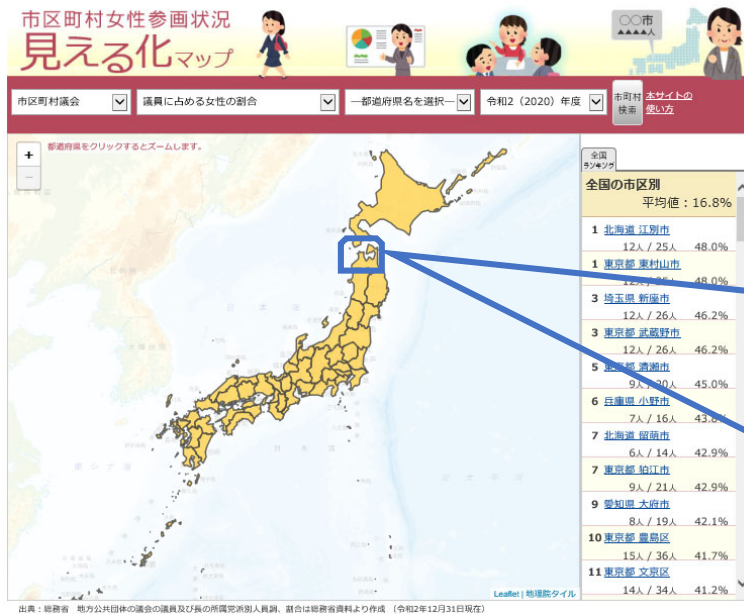 市区町村女性参画状況
見える化マップ
〇〇市
▲▲▲▲人
市区町村議会
議員に占める女性の割合
―都道府県名を選択―
令和2（2020）年度
市町村
検索
本サイトの
使い方
+
−
都道府県をクリックするとズームします。
全国
ランキング
全国の市区別
平均値：16.8%
1 北海道 江別市
12人 / 25人 48.0%
1 東京都 東村山市
48.0%
3 埼玉県 新座市
12人 / 26人 46.2%
3 東京都 武蔵野市
12人 / 26人 46.2%
5 清瀬市
9人 45.0%
6 兵庫県 小野市
7人 / 16人
7 北海道 留萌市
6人 / 14人 42.9%
7 東京都 狛江市
9人 / 21人 42.9%
9 愛知県 大府市
8人 / 19人 42.1%
10 東京都 豊島区
15人 / 36人 41.7%
11 東京都 文京区
14人 / 34人 41.2%
Leaflet | 地理院タイル
出典：総務省　地方公共団体の議会の議員及び長の所属党派別人員調、割合は総務省資料より作成 （令和2年12月31日現在）